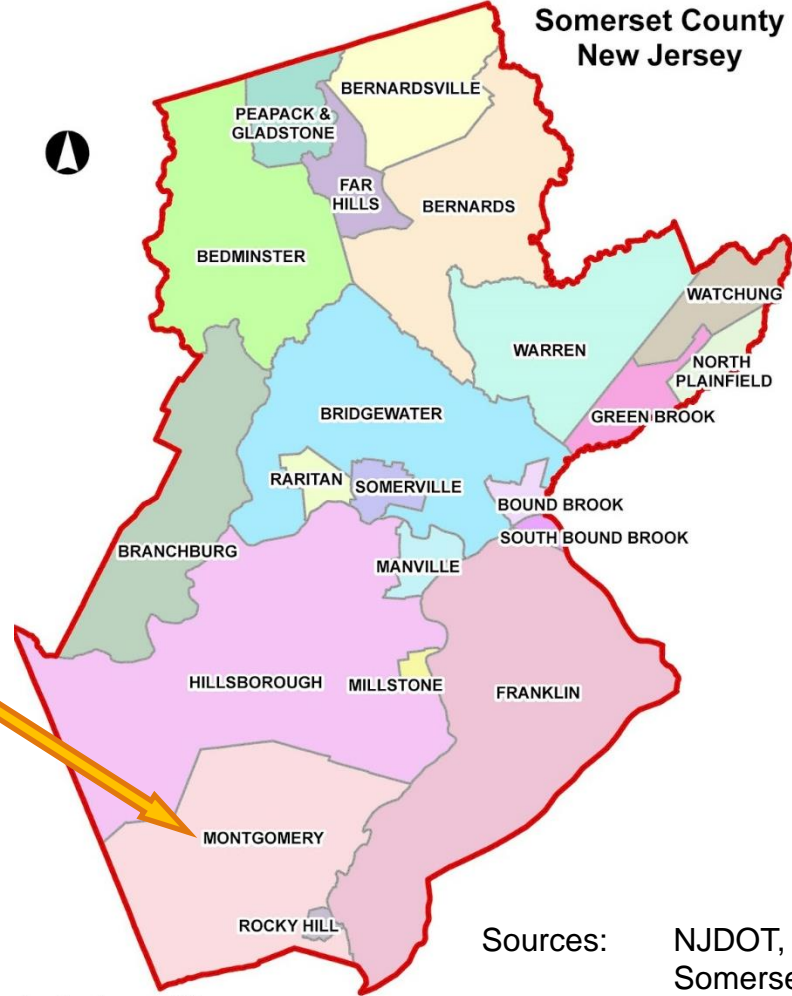 Somerset County
New Jersey
BERNARDSVILLE
PEAPACK &
GLADSTONE
FAR
HILLS
BERNARDS
BEDMINSTER
WATCHUNG
WARREN
NORTH
PLAINFIELD
BRIDGEWATER
GREEN BROOK
RARITAN
SOMERVILLE
BOUND BROOK
SOUTH BOUND BROOK
BRANCHBURG
MANVILLE
HILLSBOROUGH
MILLSTONE
FRANKLIN
MONTGOMERY
ROCKY HILL
Sources: NJDOT,
Somerse